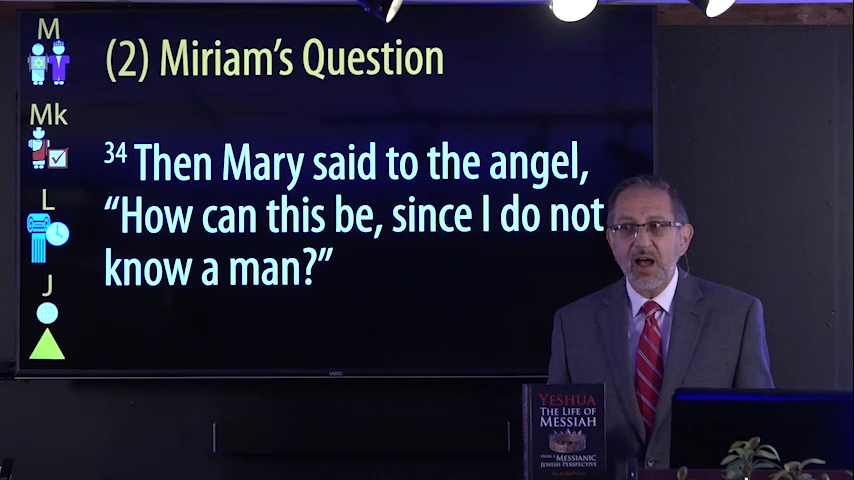 M
(2) Miriam’s Question
Mk
34 Then Mary said to the angel,
“How can this be, since I do not
know a man?”
L
J
YESHUA
THE LIFE OF
MESSIAH
FROM A
MESSIANIC
JEWISH PERSPECTIVE